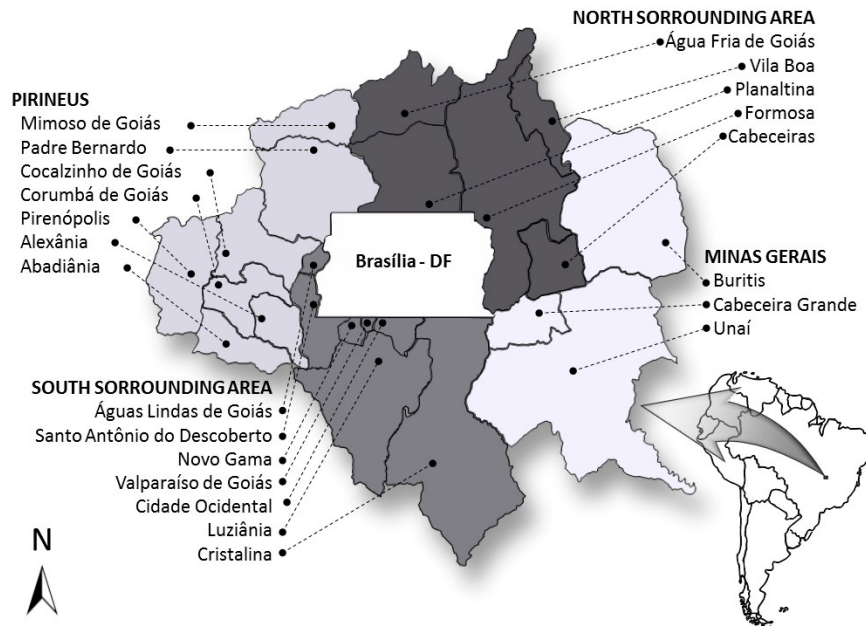 NORTH SORROUNDING AREA
Água Fria de Goiás
Vila Boa
Planaltina
Formosa
Cabeceiras
PIRINEUS
Mimoso de Goiás
Padre Bernardo
Cocalzinho de Goiás
Corumbá de Goiás
Pirenópolis
Alexânia
Abadiânia
Brasília - DF
MINAS GERAIS
Buritis
Cabeceira Grande
Unaí
SOUTH SORROUNDING AREA
Águas Lindas de Goiás
Santo Antônio do Descoberto
Novo Gama
Valparaíso de Goiás
Cidade Ocidental
Luziânia
Cristalina
N